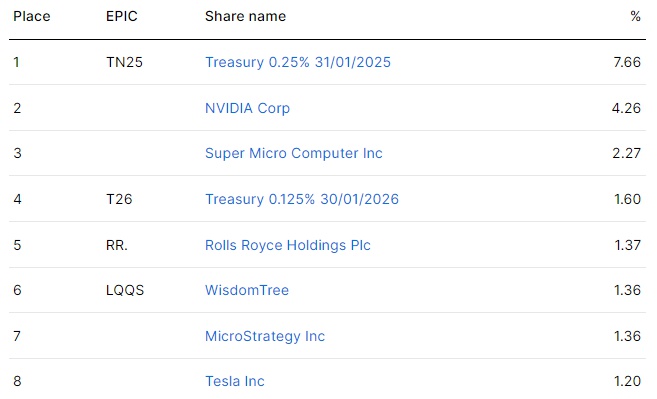 Place EPIC Share name %
1 TN25 Treasury 0.25% 31/01/2025 7.66
2 NVIDIA Corp 4.26
3 Super Micro Computer Inc 2.27
4 T26 Treasury 0.125% 30/01/2026 1.60
5 RR. Rolls Royce Holdings Plc 1.37
6 LQQS WisdomTree 1.36
7 MicroStrategy Inc 1.36
8 Tesla Inc 1.20